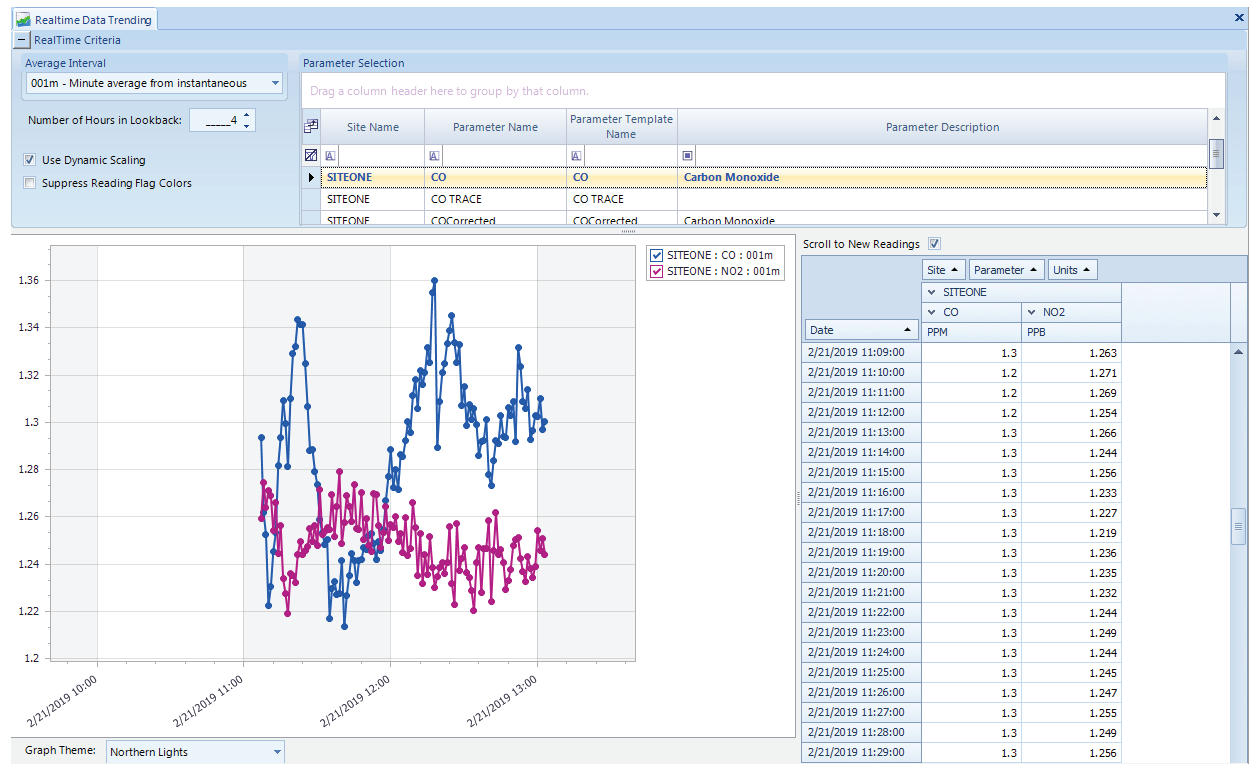 Realtime Data Trending
RealTime Criteria
Average Interval
001m - Minute average from instantaneous
Number of Hours in Lookback: _____4
Use Dynamic Scaling
Suppress Reading Flag Colors
Parameter Selection
Drag a column header here to group by that column.
Site Name Parameter Name Parameter Template Name Parameter Description
SITEONE CO CO Carbon Monoxide
SITEONE CO TRACE CO TRACE
SITEONE COCorrected COCorrected Carbon Monoxide
1.36
1.34
1.32
1.3
1.28
1.26
1.24
1.22
1.2
2/21/2019 10:00
2/21/2019 11:00
2/21/2019 12:00
2/21/2019 13:00
SITEONE : CO : 001m
SITEONE : NO2 : 001m
Graph Theme: Northern Lights
Scroll to New Readings
Site Parameter Units
SITEONE
CO NO2
Date PPM PPB
2/21/2019 11:09:00 1.3 1.263
2/21/2019 11:10:00 1.2 1.271
2/21/2019 11:11:00 1.2 1.269
2/21/2019 11:12:00 1.2 1.254
2/21/2019 11:13:00 1.3 1.266
2/21/2019 11:14:00 1.3 1.244
2/21/2019 11:15:00 1.3 1.256
2/21/2019 11:16:00 1.3 1.233
2/21/2019 11:17:00 1.3 1.227
2/21/2019 11:18:00 1.3 1.219
2/21/2019 11:19:00 1.3 1.236
2/21/2019 11:20:00 1.3 1.235
2/21/2019 11:21:00 1.3 1.232
2/21/2019 11:22:00 1.3 1.244
2/21/2019 11:23:00 1.3 1.249
2/21/2019 11:24:00 1.3 1.244
2/21/2019 11:25:00 1.3 1.245
2/21/2019 11:26:00 1.3 1.247
2/21/2019 11:27:00 1.3 1.255
2/21/2019 11:28:00 1.3 1.249
2/21/2019 11:29:00 1.3 1.256